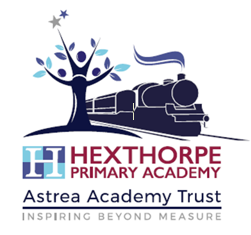 H
HEXTHORPE
PRIMARY ACADEMY
Astrea Academy Trust
INSPIRING BEYOND MEASURE